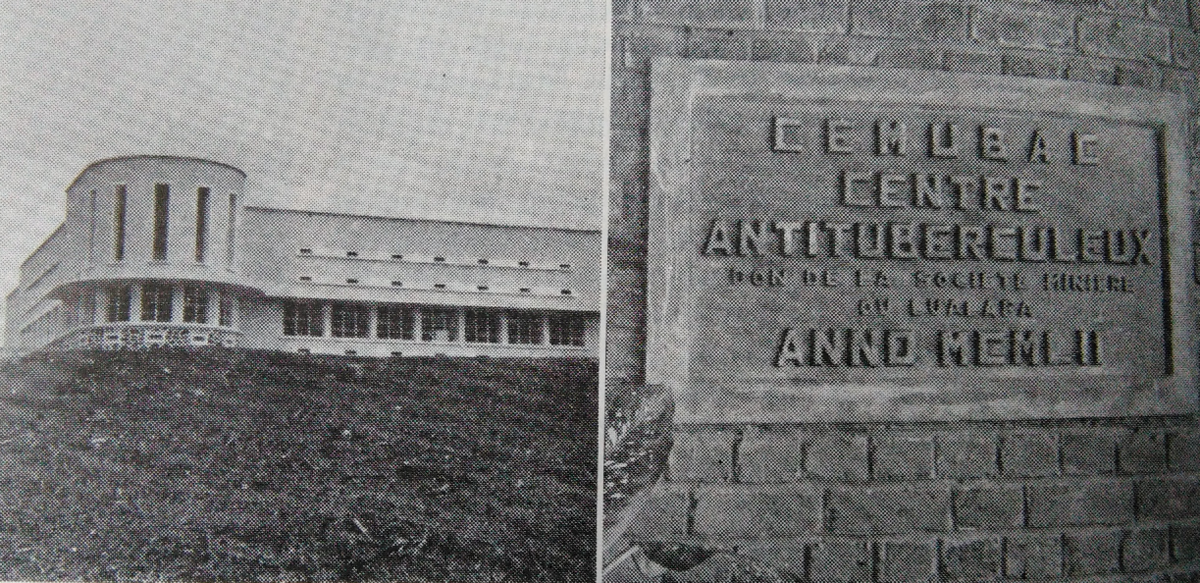 CEMUBAC
CENTRE
ANTITUBERCULEUX
DON DE LA SOCIETE MINIERE
DU LUALABA
ANNO MCMLII